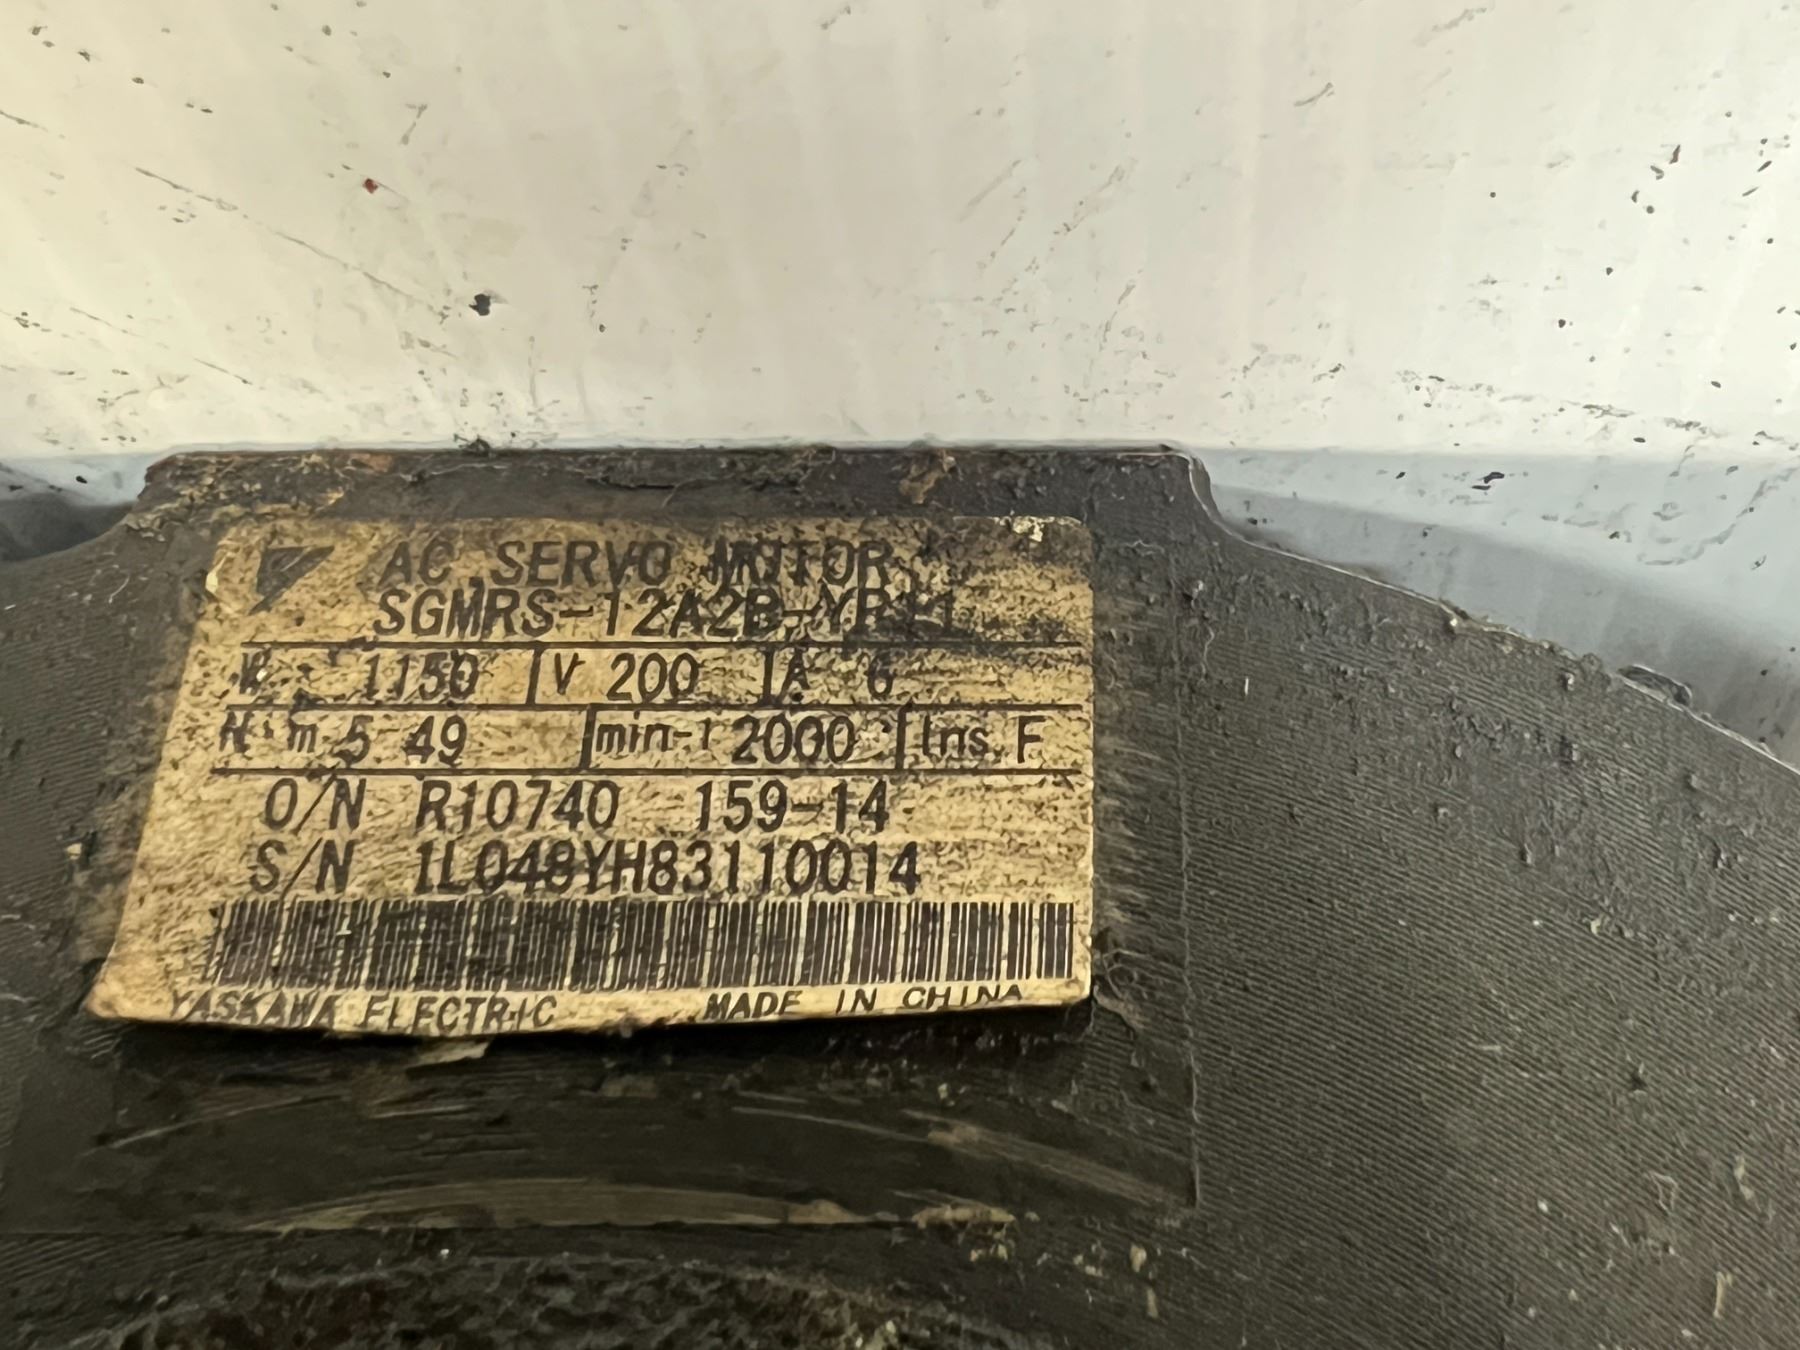 AC SERVO MOTOR
SGMRS-12A2B-YR11
W 1150 V 200 A 6
N·m 5.49 min-1 2000 Ins. F
O/N R10740 159-14
S/N 1L048YH83110014
YASKAWA ELECTRIC MADE IN CHINA